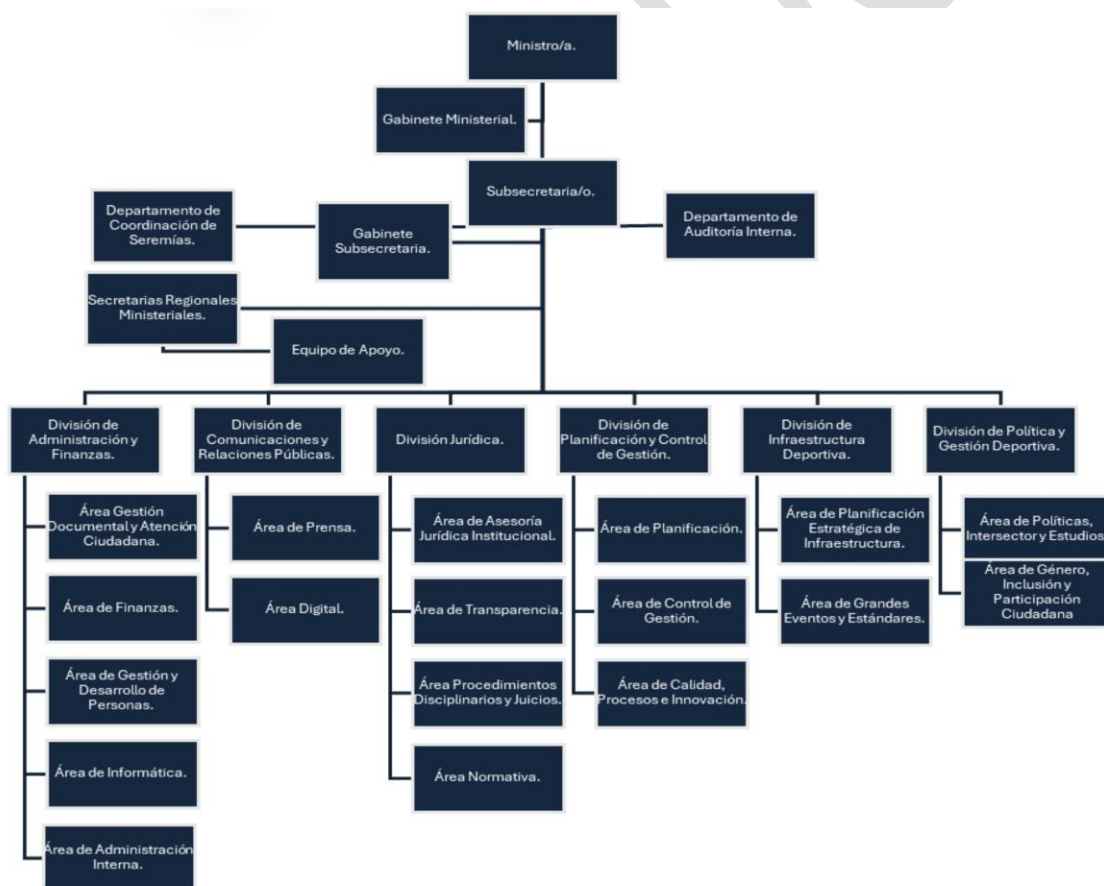 Ministro/a.
Gabinete Ministerial.
Subsecretaria/o.
Departamento de
Coordinación de
Seremías.
Gabinete
Subsecretaria.
Departamento de
Auditoría Interna.
Secretarias Regionales
Ministeriales.
Equipo de Apoyo.
División de
Administración y
Finanzas.
División de
Comunicaciones y
Relaciones Públicas.
División Jurídica.
División de
Planificación y Control
de Gestión.
División de
Infraestructura
Deportiva.
División de Política y
Gestión Deportiva.
Área Gestión
Documental y Atención
Ciudadana.
Área de Finanzas.
Área de Gestión y
Desarrollo de
Personas.
Área de Informática.
Área de Administración
Interna.
Área de Prensa.
Área Digital.
Área de Asesoría
Jurídica Institucional.
Área de Transparencia.
Área Procedimientos
Disciplinarios y Juicios.
Área Normativa.
Área de Planificación.
Área de Control de
Gestión.
Área de Calidad,
Procesos e Innovación.
Área de Planificación
Estratégica de
Infraestructura.
Área de Grandes
Eventos y Estándares.
Área de Políticas,
Intersector y Estudios
Área de Género,
Inclusión y
Participación
Ciudadana